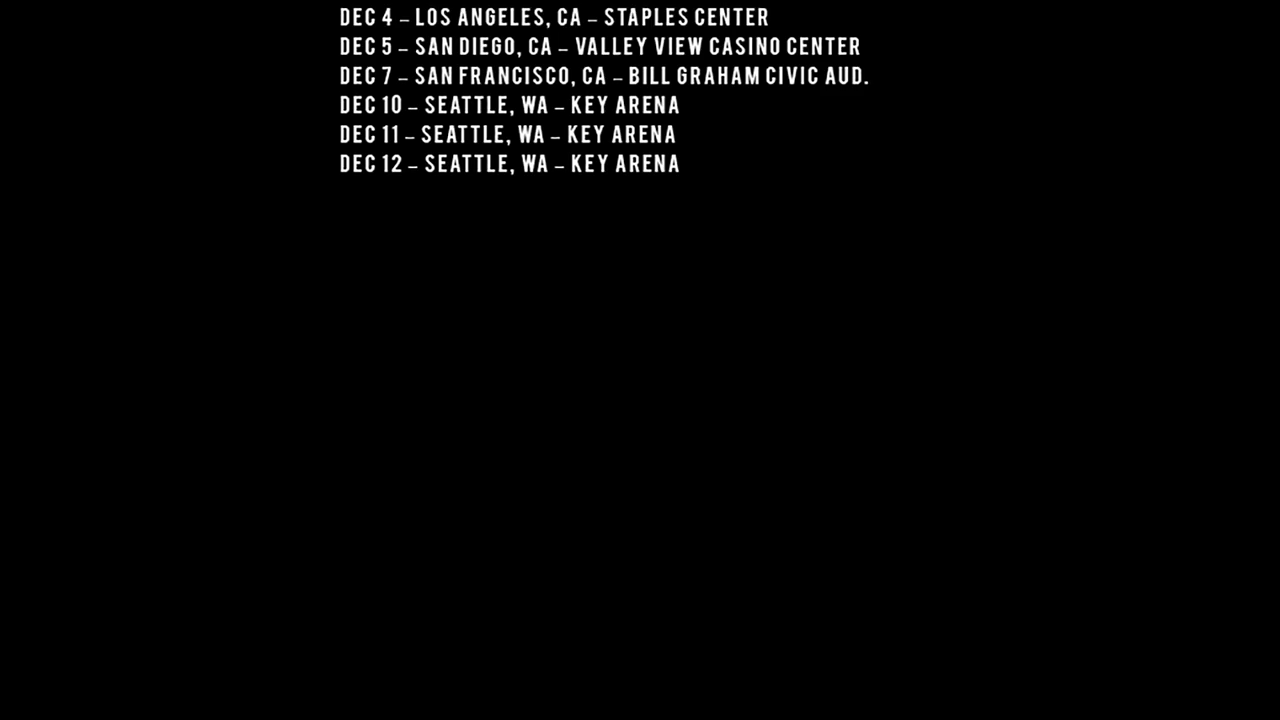 DEC 4 – LOS ANGELES, CA – STAPLES CENTER
DEC 5 – SAN DIEGO, CA – VALLEY VIEW CASINO CENTER
DEC 7 – SAN FRANCISCO, CA – BILL GRAHAM CIVIC AUD.
DEC 10 – SEATTLE, WA – KEY ARENA
DEC 11 – SEATTLE, WA – KEY ARENA
DEC 12 – SEATTLE, WA – KEY ARENA